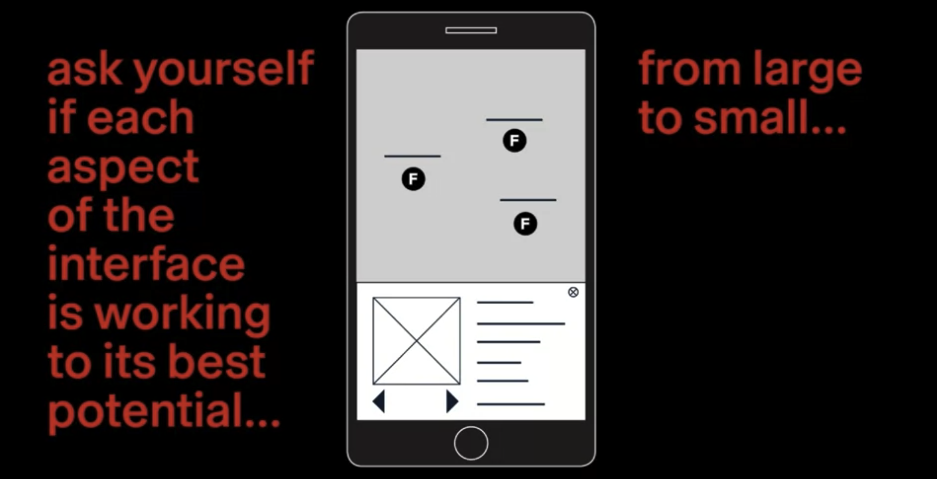 ask yourself
if each
aspect
of the
interface
is working
to its best
potential...
from large
to small...
F
F
F